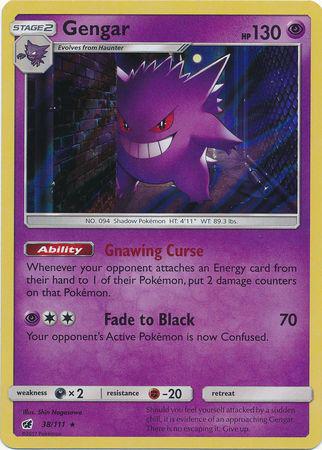 STAGE2 Gengar HP 130
Evolves from Haunter
NO. 094 Shadow Pokémon HT: 4'11" WT: 89.3 lbs.
Ability Gnawing Curse
Whenever your opponent attaches an Energy card from
their hand to 1 of their Pokémon, put 2 damage counters
on that Pokémon.
Fade to Black 70
Your opponent's Active Pokémon is now Confused.
weakness ×2 resistance -20 retreat
Illus. Shin Nagasawa
38/111 ★
©2017 Pokémon
Should you feel yourself attacked by a sudden
chill, it is evidence of an approaching Gengar.
There is no escaping it. Give up.